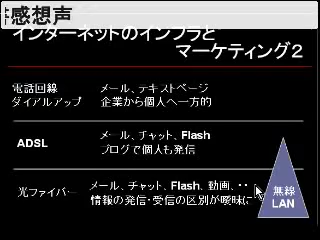 感想声
インターネットのインフラと
マーケティング2
電話回線
ダイアルアップ
メール、テキストページ
企業から個人へ一方的
ADSL
メール、チャット、Flash
ブログで個人も発信
光ファイバー
メール、チャット、Flash、動画、・・
情報の発信・受信の区別が曖昧に
無線
LAN